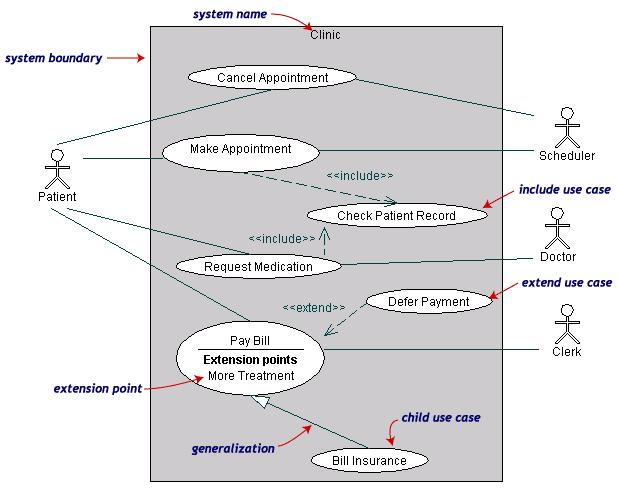 system name
Clinic
system boundary
Cancel Appointment
Make Appointment
Scheduler
<<include>>
Patient
include use case
Check Patient Record
<<include>>
Doctor
Request Medication
extend use case
Defer Payment
<<extend>>
Pay Bill
Clerk
Extension points
More Treatment
extension point
child use case
generalization
Bill Insurance